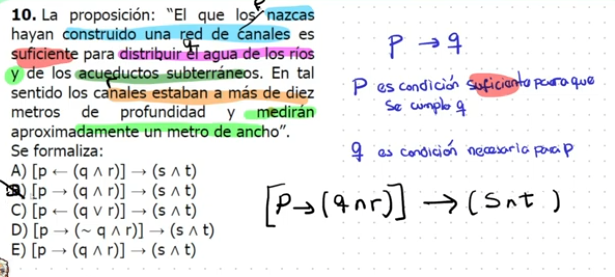 10. La proposición: "El que los nazcas
hayan construido una red de canales es
suficiente para distribuir el agua de los ríos
y de los acueductos subterráneos. En tal
sentido los canales estaban a más de diez
metros de profundidad y medirán
aproximadamente un metro de ancho".
Se formaliza:
A) [p ← (q ∧ r)] → (s ∧ t)
B) [p → (q ∧ r)] → (s ∧ t)
C) [p ← (q ∨ r)] → (s ∧ t)
D) [p → (~ q ∧ r)] → (s ∧ t)
E) [p → (q ∧ r)] → (s ∧ t)
P
q
P → q
P es condición suficiente para que
se cumpla q
q es condición necesaria para P
[P → (q ∧ r)] → (S ∧ t)